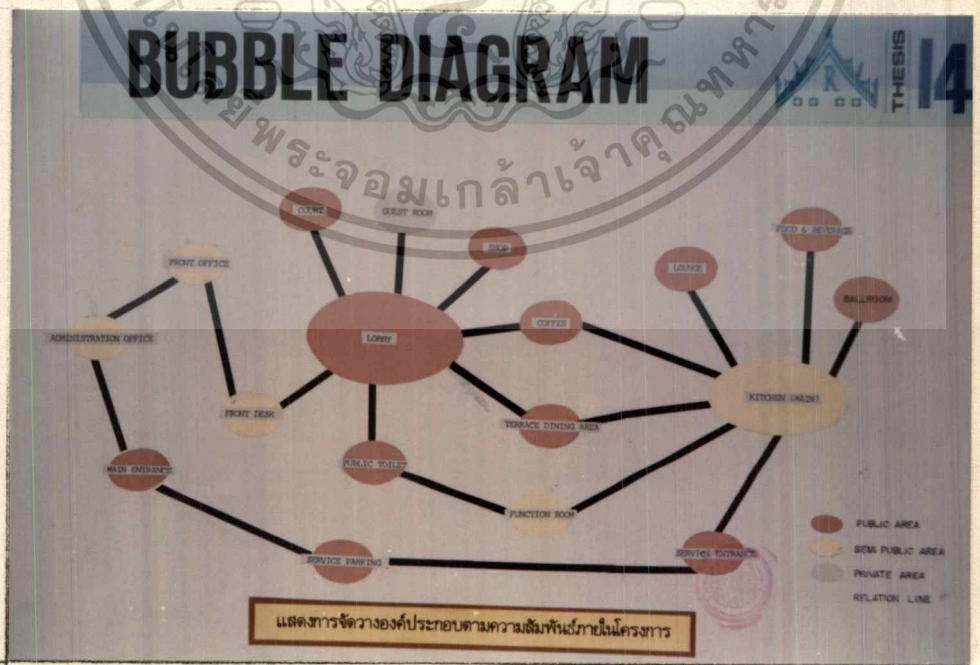 BUBBLE DIAGRAM
R
THESIS 14
พระจอมเกล้าเจ้าคุณทหาร
COURT
GUEST ROOM
SHOP
FOOD & BEVERAGE
FRONT OFFICE
LOUNGE
BALLROOM
COFFEE
ADMINISTRATION OFFICE
LOBBY
KITCHEN (MAIN)
FRONT DESK
TERRACE DINING AREA
MAIN ENTRANCE
PUBLIC TOILET
FUNCTION ROOM
SERVICE PARKING
SERVICE ENTRANCE
PUBLIC AREA
SEMI PUBLIC AREA
PRIVATE AREA
RELATION LINE
แสดงการจัดวางองค์ประกอบตามความสัมพันธ์ภายในโครงการ